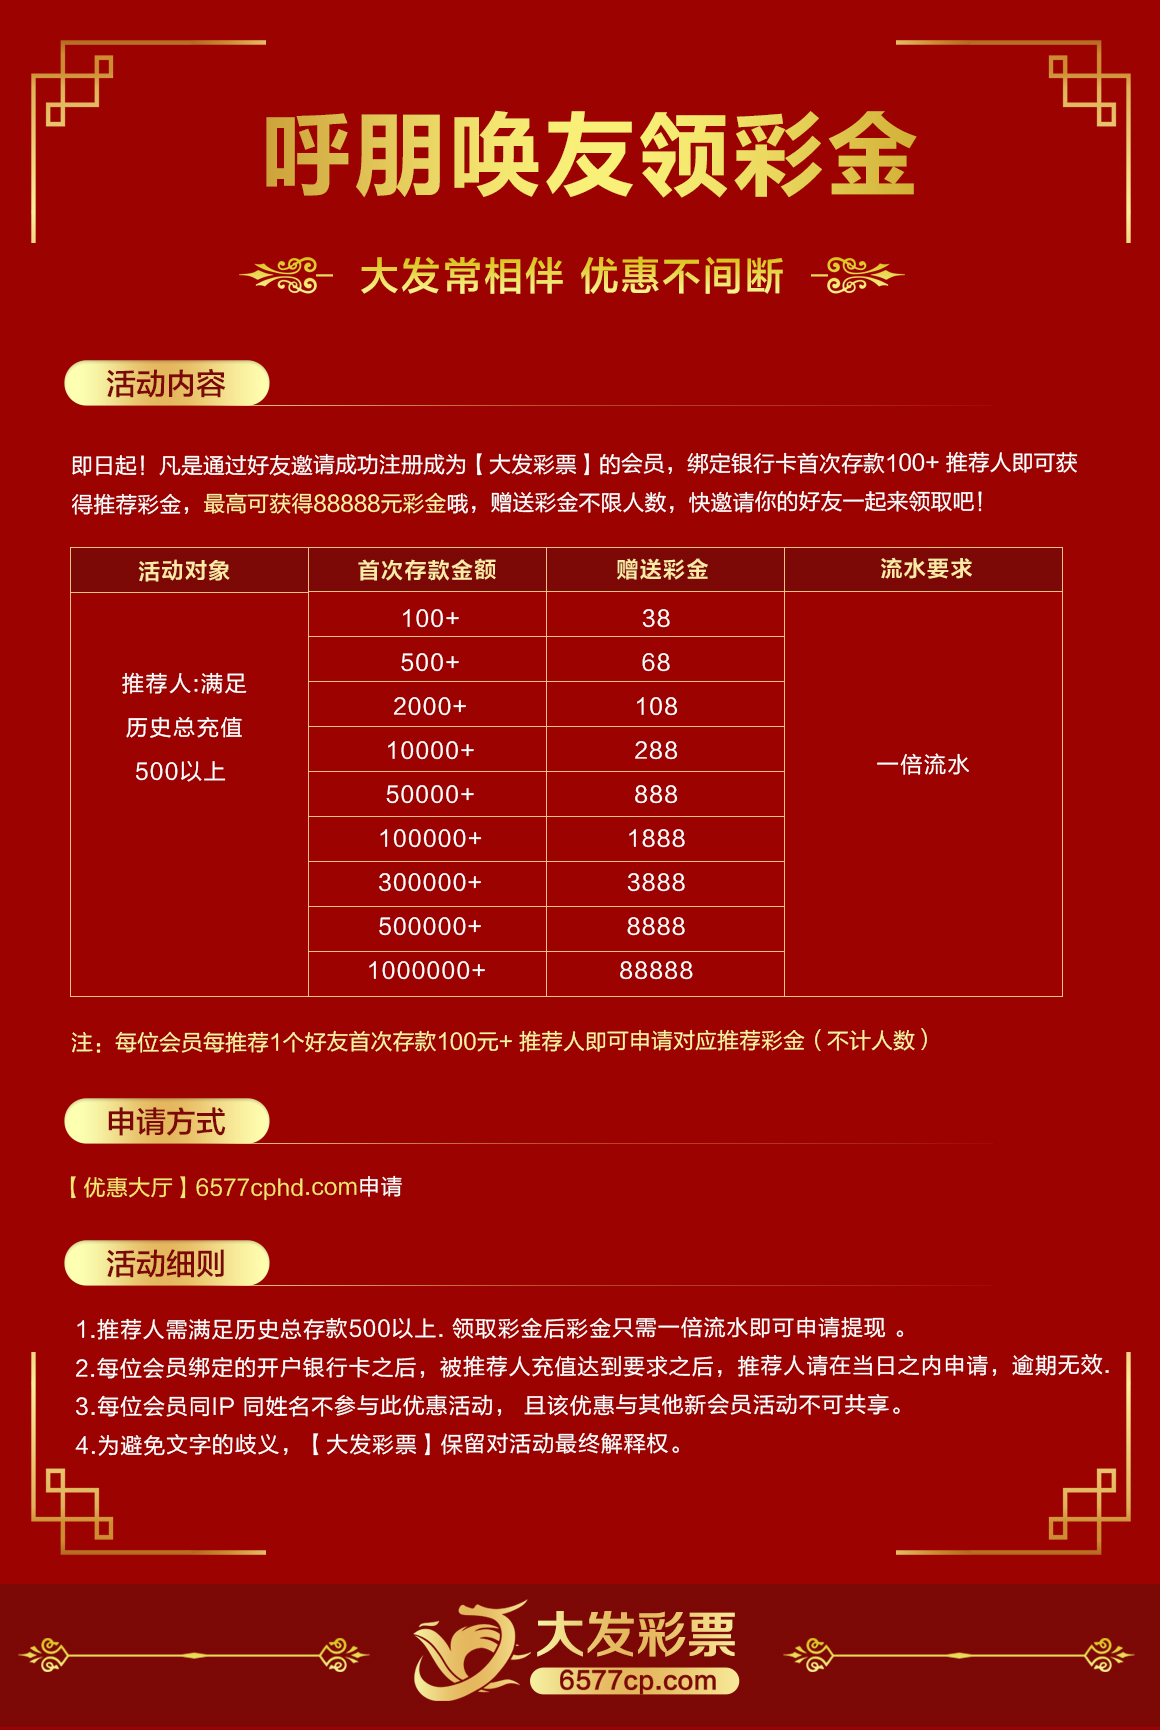 呼朋唤友领彩金
大发常相伴 优惠不间断
活动内容
即日起！凡是通过好友邀请成功注册成为【大发彩票】的会员，绑定银行卡首次存款100+ 推荐人即可获
得推荐彩金，最高可获得88888元彩金哦，赠送彩金不限人数，快邀请你的好友一起来领取吧！
活动对象 首次存款金额 赠送彩金 流水要求
100+ 38
500+ 68
推荐人:满足
2000+ 108
历史总充值
10000+ 288
一倍流水
500以上
50000+ 888
100000+ 1888
300000+ 3888
500000+ 8888
1000000+ 88888
注：每位会员每推荐1个好友首次存款100元+ 推荐人即可申请对应推荐彩金（不计人数）
申请方式
【优惠大厅】6577cphd.com申请
活动细则
1.推荐人需满足历史总存款500以上. 领取彩金后彩金只需一倍流水即可申请提现 。
2.每位会员绑定的开户银行卡之后，被推荐人充值达到要求之后，推荐人请在当日之内申请，逾期无效.
3.每位会员同IP 同姓名不参与此优惠活动， 且该优惠与其他新会员活动不可共享。
4.为避免文字的歧义，【大发彩票】保留对活动最终解释权。
大发彩票
6577cp.com